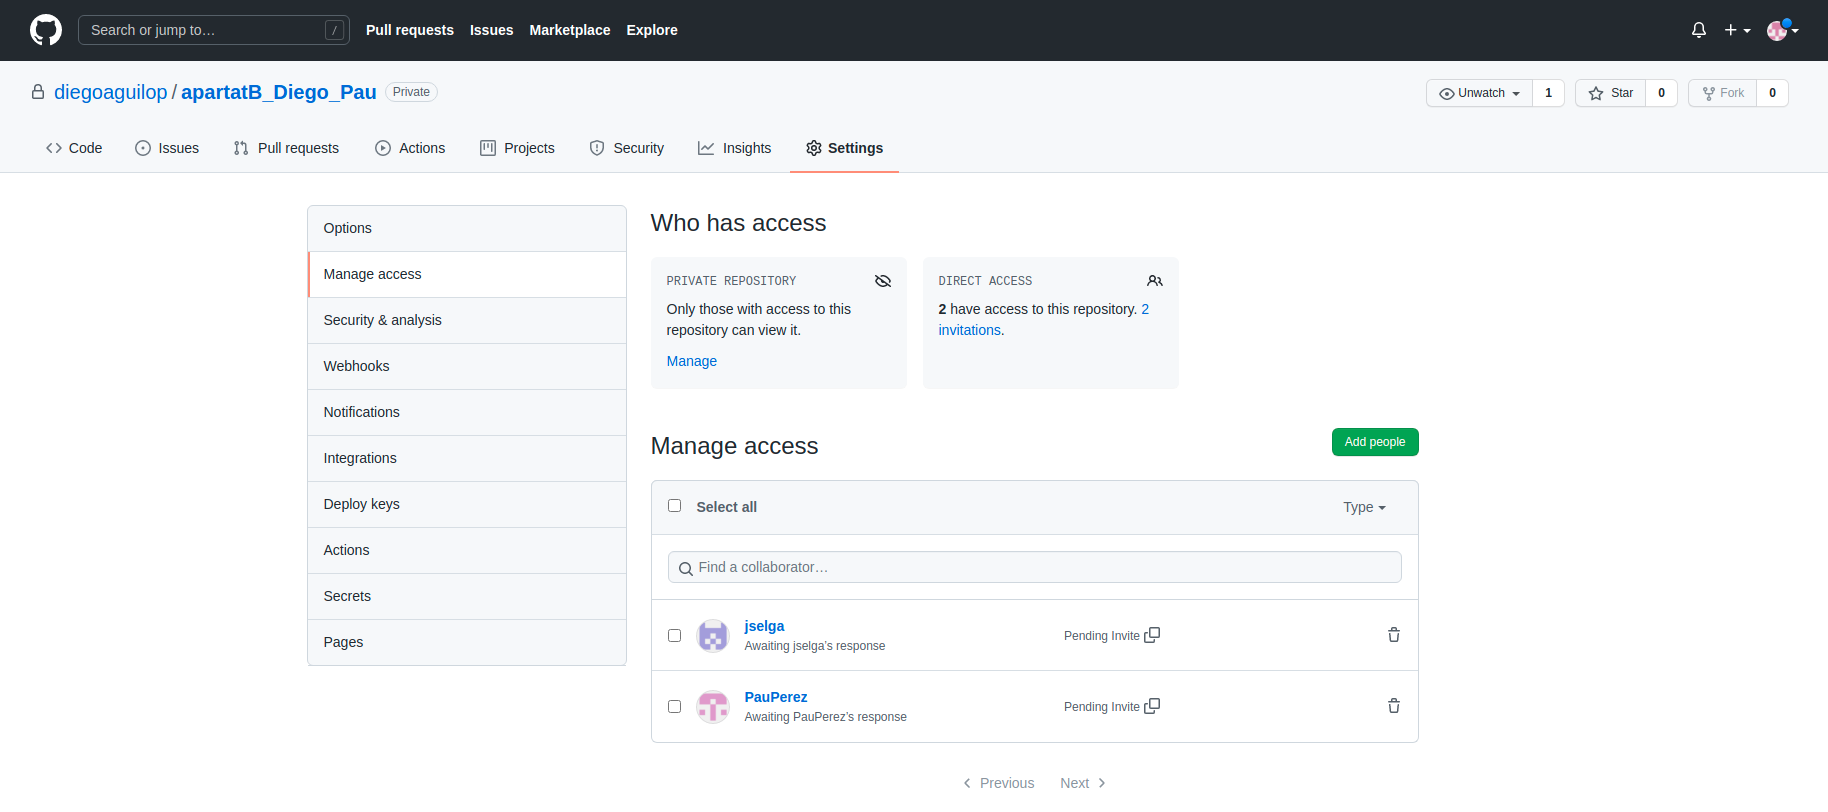 Search or jump to… / Pull requests Issues Marketplace Explore
diegoaguilop / apartatB_Diego_Pau Private Unwatch 1 Star 0 Fork 0
Code Issues Pull requests Actions Projects Security Insights Settings
Options
Manage access
Security & analysis
Webhooks
Notifications
Integrations
Deploy keys
Actions
Secrets
Pages
Who has access
PRIVATE REPOSITORY
Only those with access to this
repository can view it.
Manage
DIRECT ACCESS
2 have access to this repository. 2
invitations.
Manage access Add people
Select all Type
Find a collaborator…
jselga
Awaiting jselga's response Pending Invite
PauPerez
Awaiting PauPerez's response Pending Invite
Previous Next